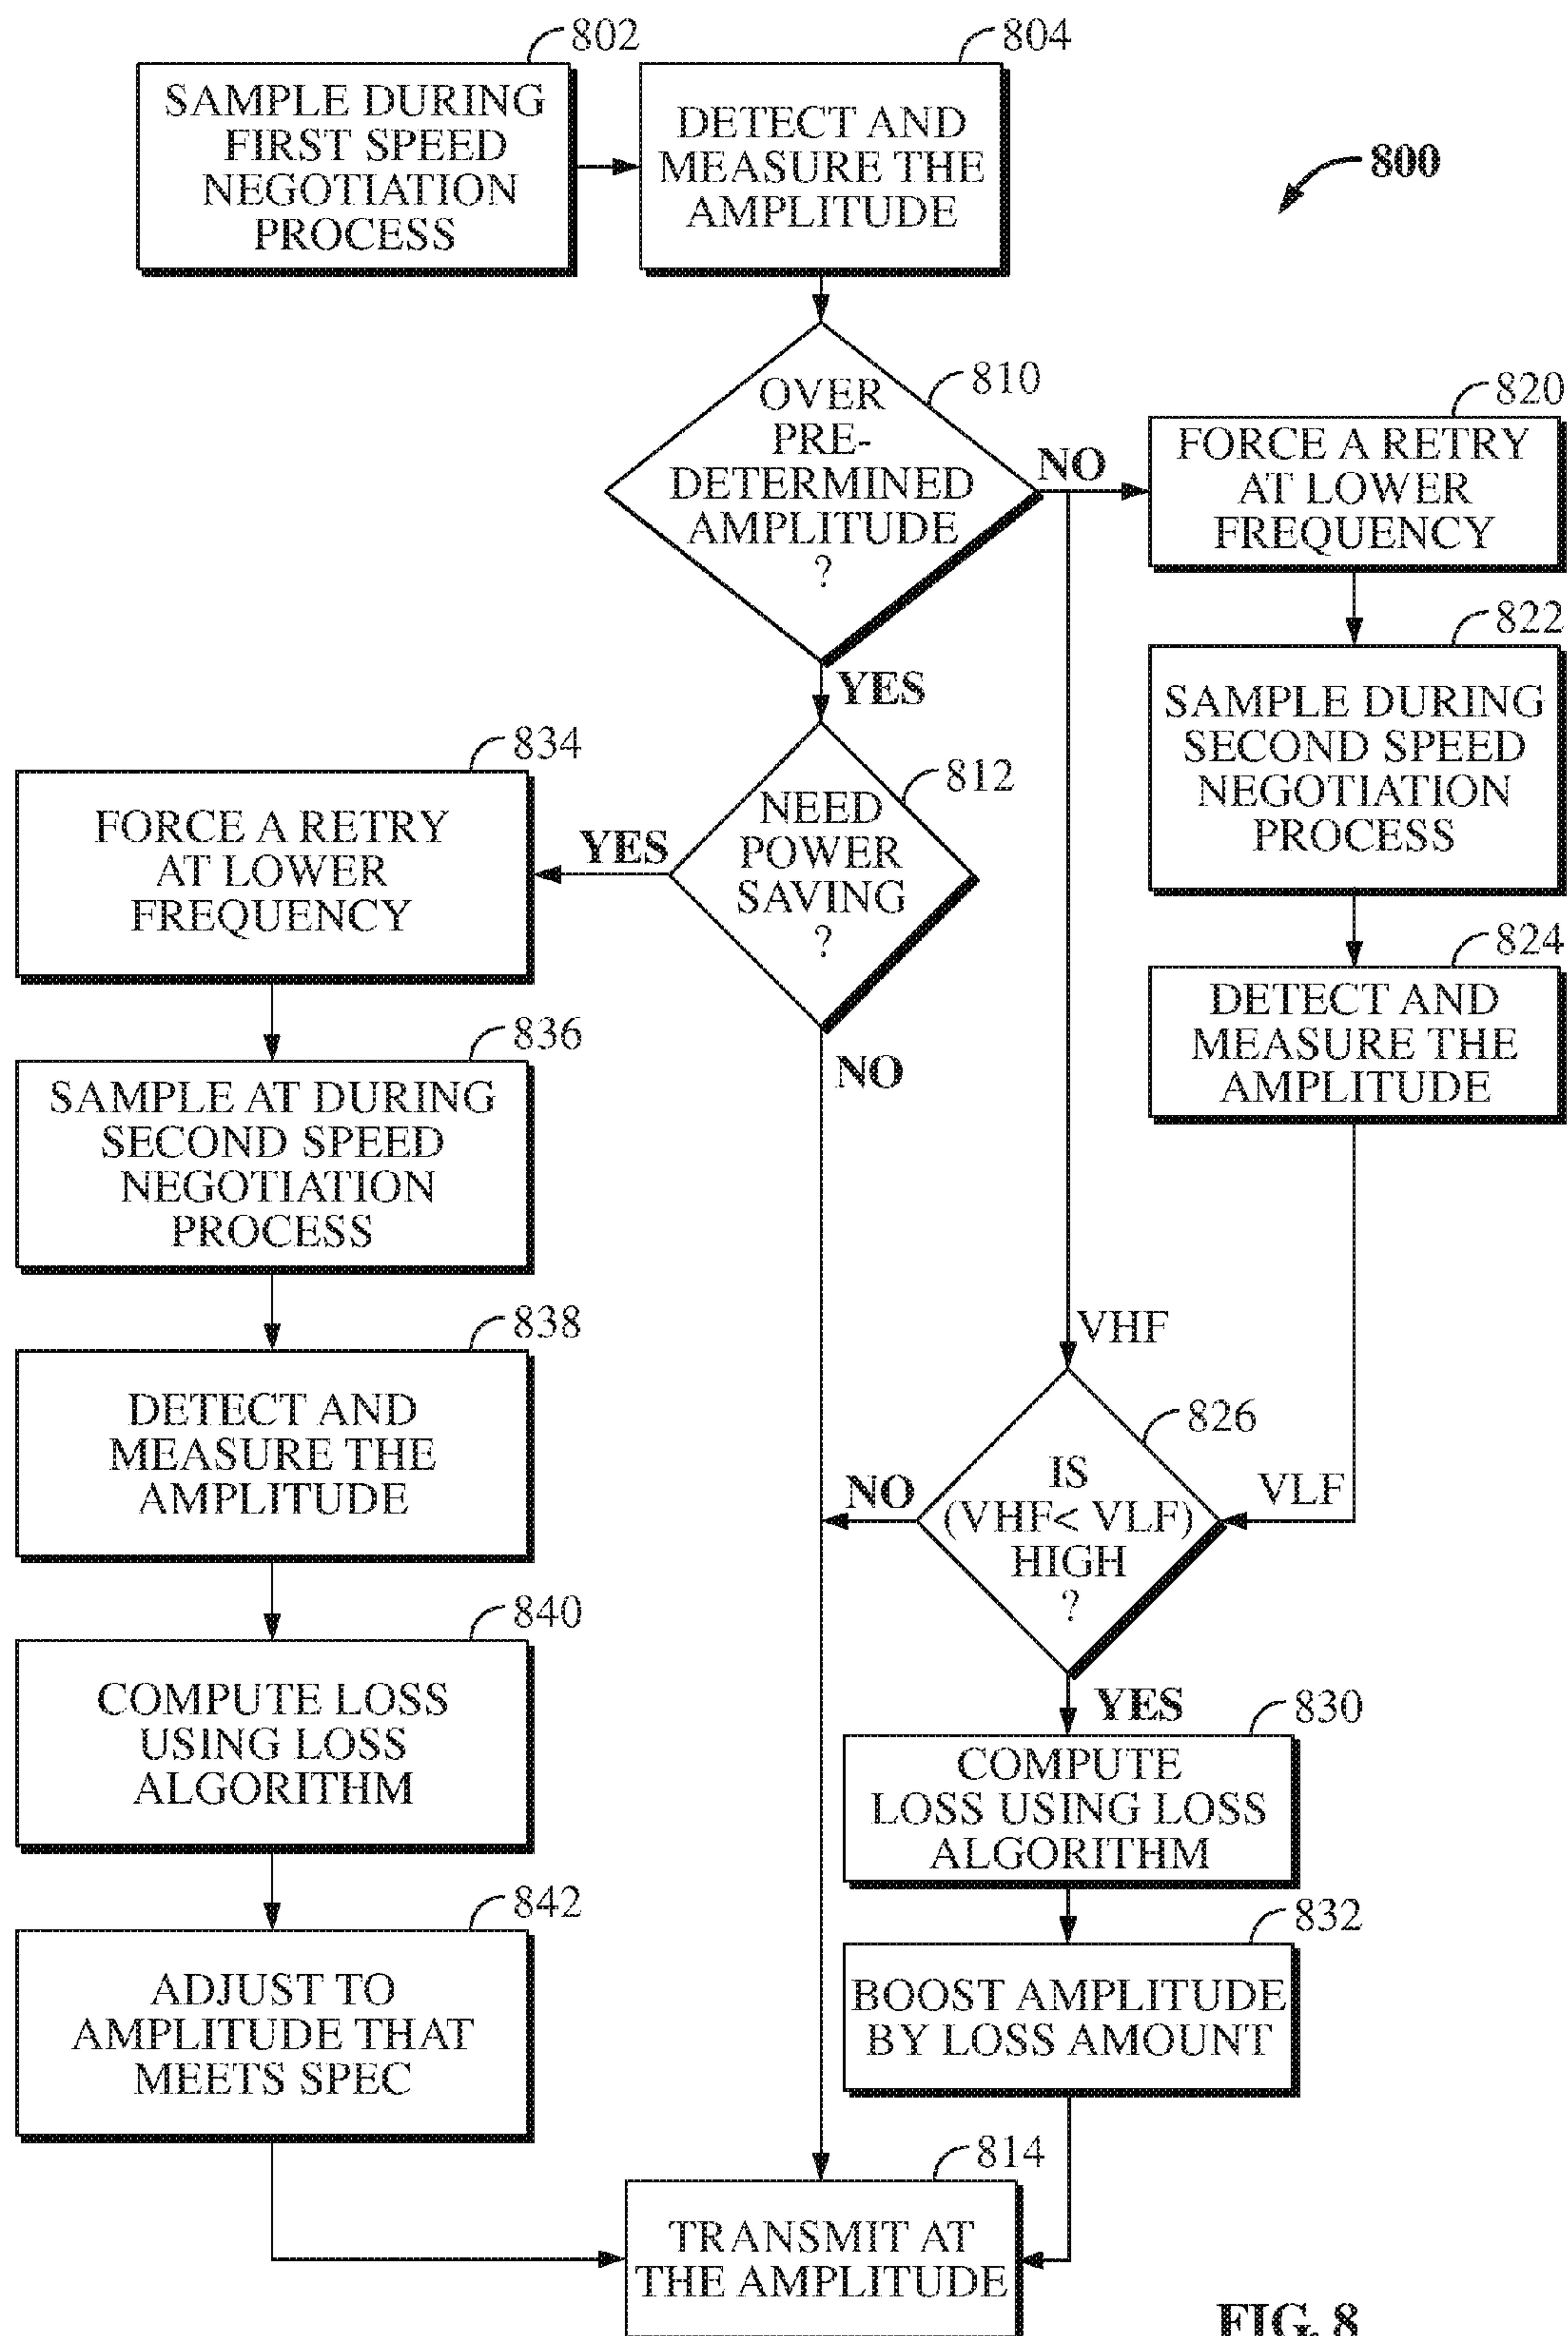 802
SAMPLE DURING
FIRST SPEED
NEGOTIATION
PROCESS
804
DETECT AND
MEASURE THE
AMPLITUDE
800
810
OVER
PRE-
DETERMINED
AMPLITUDE
?
NO
YES
820
FORCE A RETRY
AT LOWER
FREQUENCY
822
SAMPLE DURING
SECOND SPEED
NEGOTIATION
PROCESS
824
DETECT AND
MEASURE THE
AMPLITUDE
812
NEED
POWER
SAVING
?
YES
NO
834
FORCE A RETRY
AT LOWER
FREQUENCY
836
SAMPLE AT DURING
SECOND SPEED
NEGOTIATION
PROCESS
838
DETECT AND
MEASURE THE
AMPLITUDE
840
COMPUTE LOSS
USING LOSS
ALGORITHM
842
ADJUST TO
AMPLITUDE THAT
MEETS SPEC
VHF
VLF
826
IS
(VHF< VLF)
HIGH
?
NO
YES
830
COMPUTE
LOSS USING LOSS
ALGORITHM
832
BOOST AMPLITUDE
BY LOSS AMOUNT
814
TRANSMIT AT
THE AMPLITUDE
FIG. 8